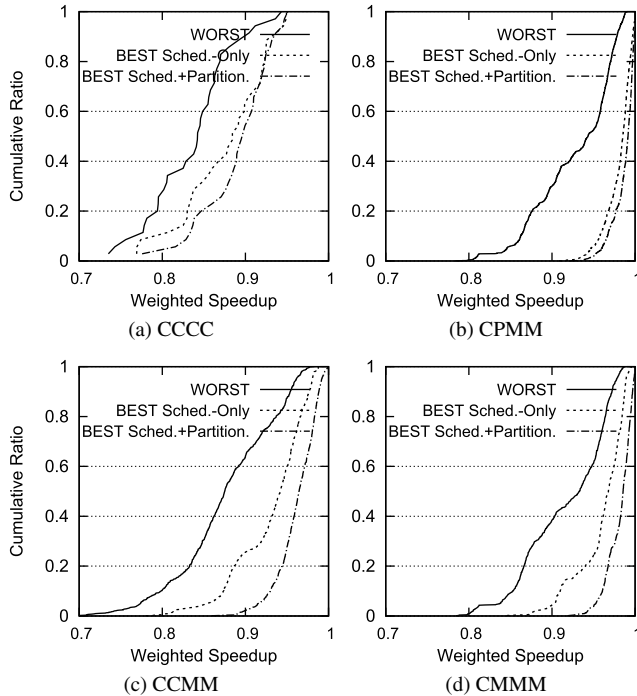 1
0.8
0.6
0.4
0.2
0
Cumulative Ratio
WORST
BEST Sched.-Only
BEST Sched.+Partition.
0.7 0.8 0.9 1
Weighted Speedup
(a) CCCC
1
0.8
0.6
0.4
0.2
0
WORST
BEST Sched.-Only
BEST Sched.+Partition.
0.7 0.8 0.9 1
Weighted Speedup
(b) CPMM
1
0.8
0.6
0.4
0.2
0
Cumulative Ratio
WORST
BEST Sched.-Only
BEST Sched.+Partition.
0.7 0.8 0.9 1
Weighted Speedup
(c) CCMM
1
0.8
0.6
0.4
0.2
0
WORST
BEST Sched.-Only
BEST Sched.+Partition.
0.7 0.8 0.9 1
Weighted Speedup
(d) CMMM